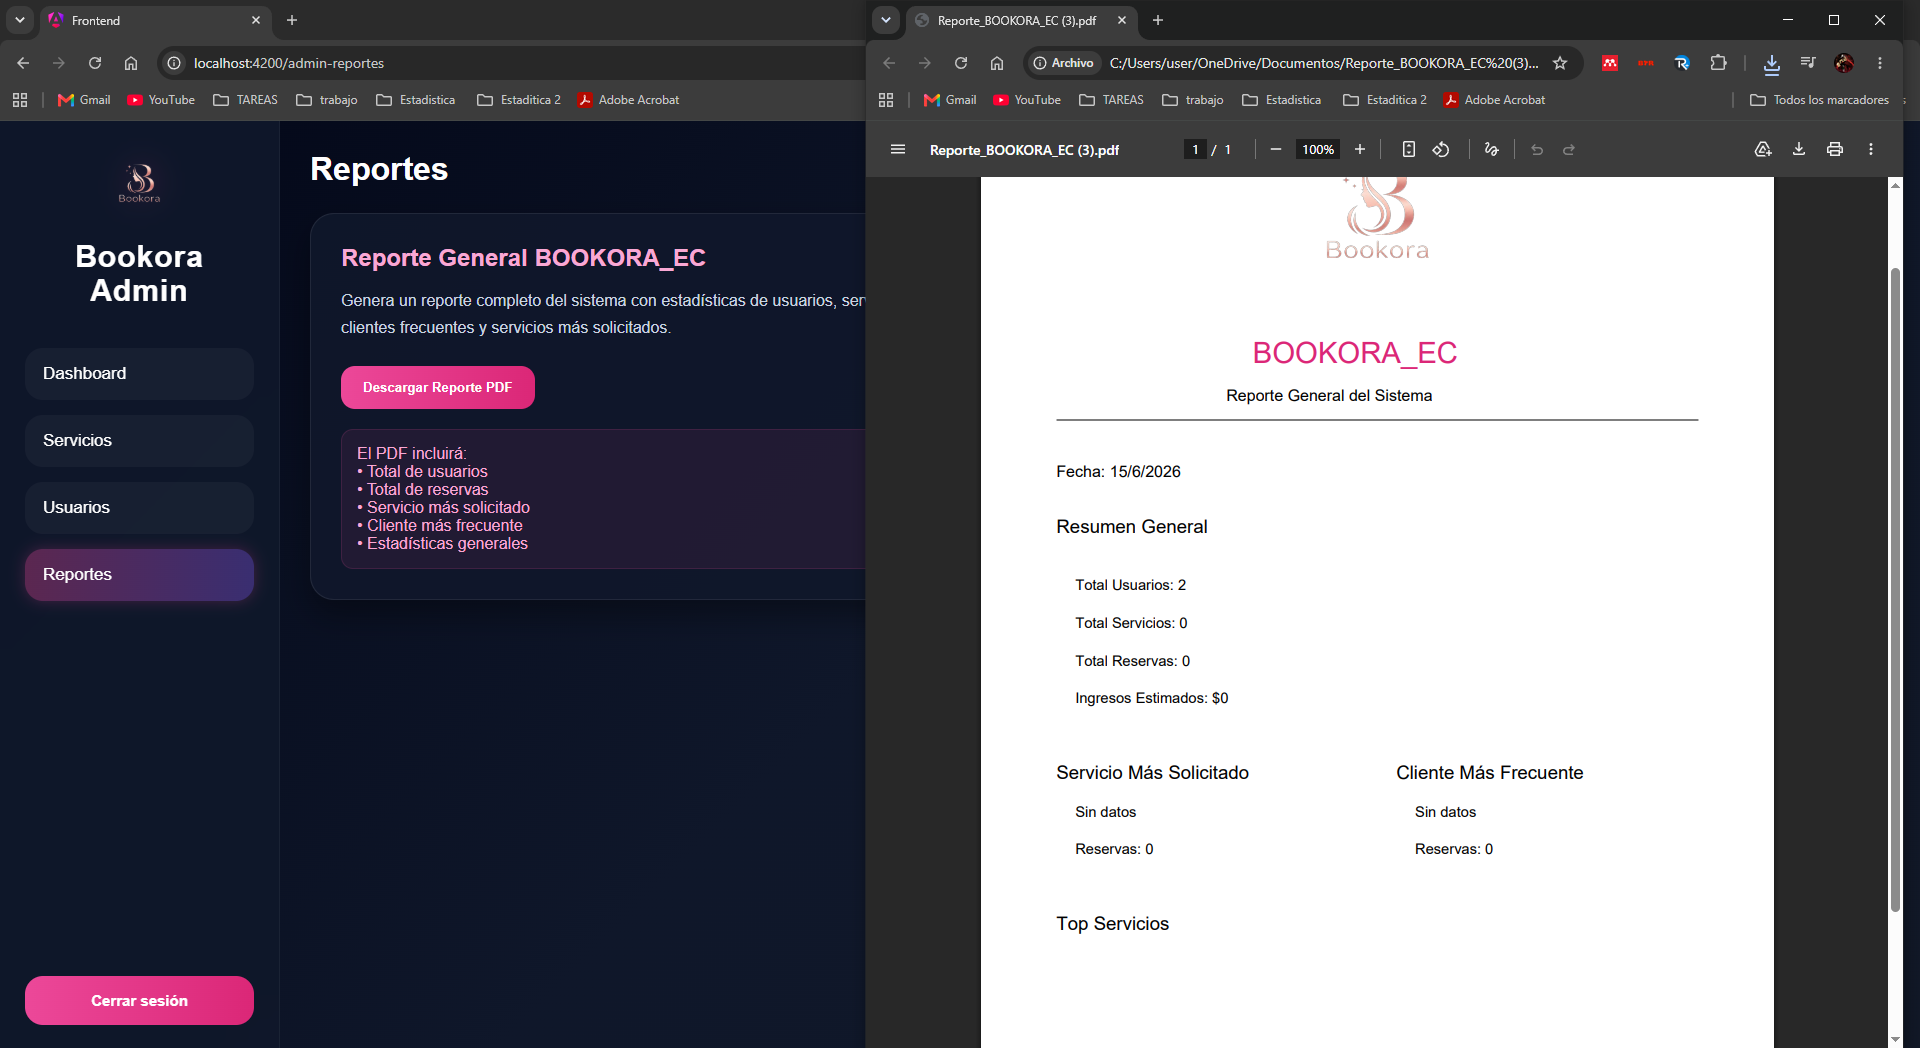 Frontend
localhost:4200/admin-reportes
Gmail
YouTube
TAREAS
trabajo
Estadistica
Estaditica 2
Adobe Acrobat
Bookora
Bookora
Admin
Dashboard
Servicios
Usuarios
Reportes
Cerrar sesión
Reportes
Reporte General BOOKORA_EC
Genera un reporte completo del sistema con estadísticas de usuarios, ser
clientes frecuentes y servicios más solicitados.
Descargar Reporte PDF
El PDF incluirá:
• Total de usuarios
• Total de reservas
• Servicio más solicitado
• Cliente más frecuente
• Estadísticas generales
Reporte_BOOKORA_EC (3).pdf
Archivo
C:/Users/user/OneDrive/Documentos/Reporte_BOOKORA_EC%20(3)...
Gmail
YouTube
TAREAS
trabajo
Estadistica
Estaditica 2
Adobe Acrobat
Todos los marcadores
Reporte_BOOKORA_EC (3).pdf
1 / 1
100%
Bookora
BOOKORA_EC
Reporte General del Sistema
Fecha: 15/6/2026
Resumen General
Total Usuarios: 2
Total Servicios: 0
Total Reservas: 0
Ingresos Estimados: $0
Servicio Más Solicitado
Cliente Más Frecuente
Sin datos
Sin datos
Reservas: 0
Reservas: 0
Top Servicios